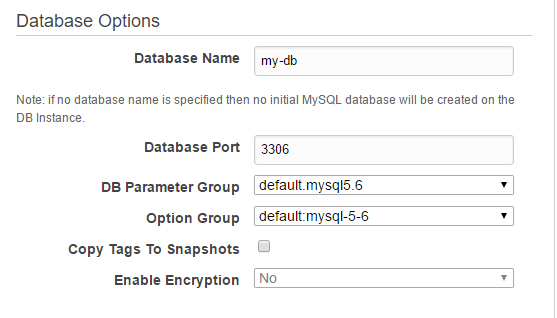 Database Options
Database Name my-db
Note: if no database name is specified then no initial MySQL database will be created on the
DB Instance.
Database Port 3306
DB Parameter Group default.mysql5.6
Option Group default:mysql-5-6
Copy Tags To Snapshots
Enable Encryption No